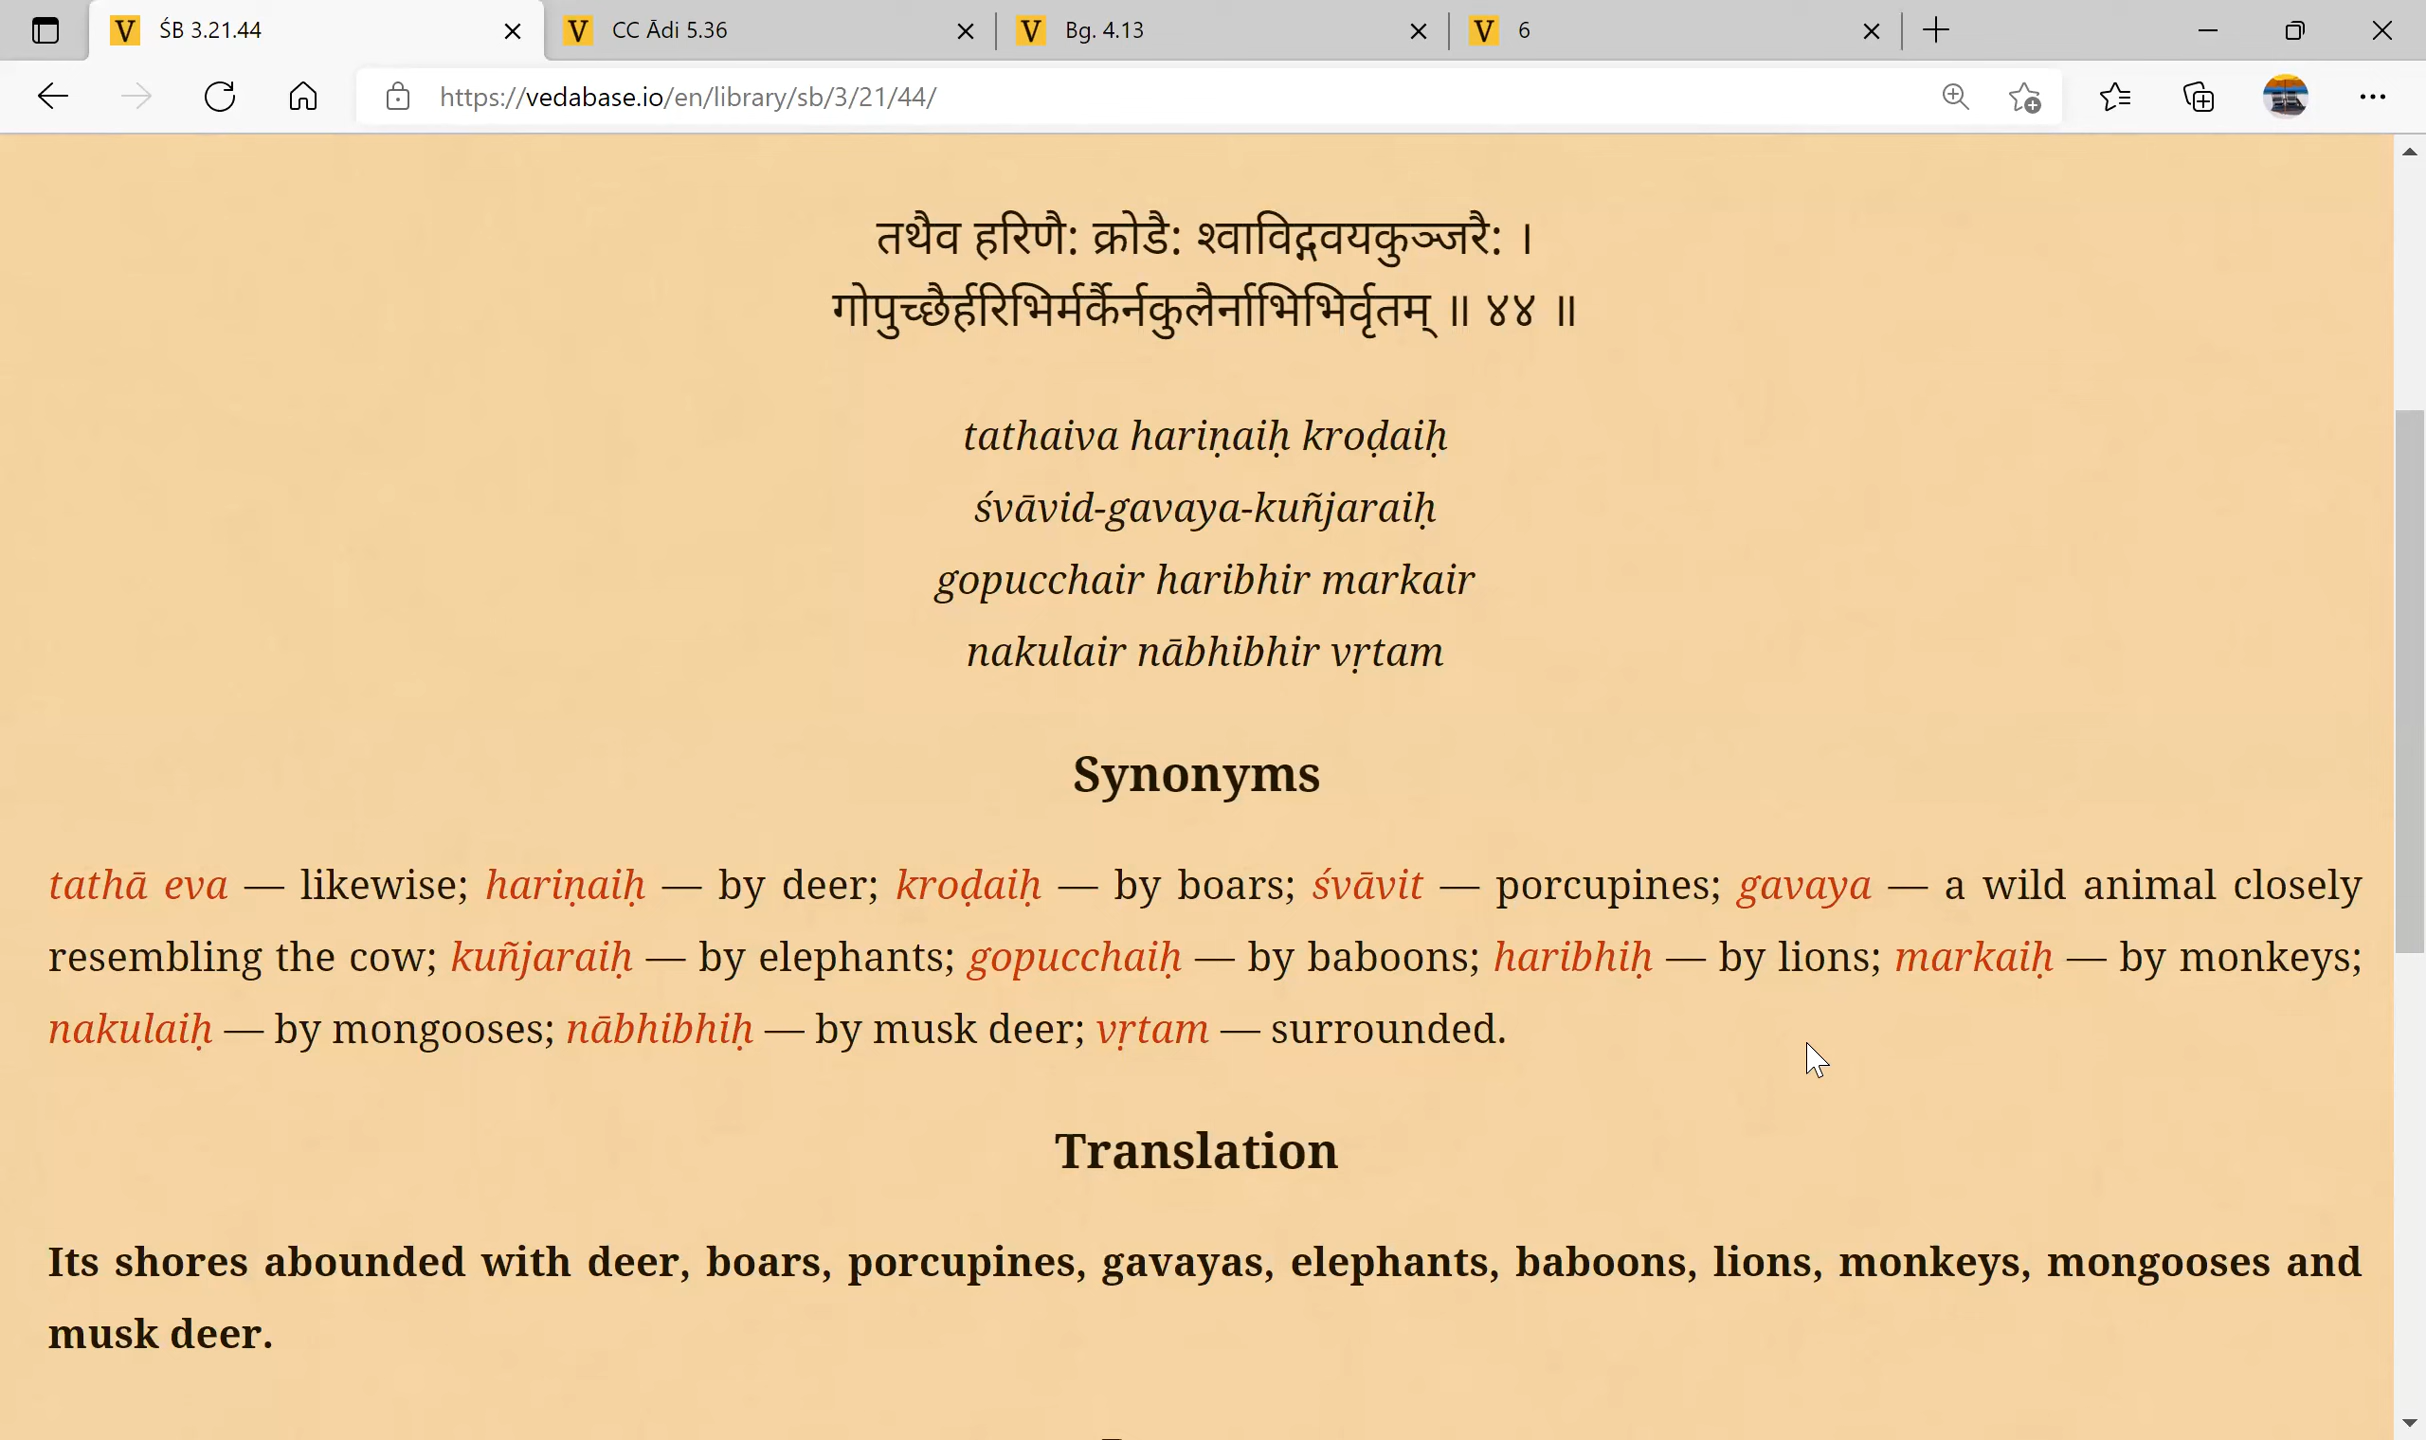 ŚB 3.21.44
CC Ādi 5.36
Bg. 4.13
6
https://vedabase.io/en/library/sb/3/21/44/
तथैव हरिणै: क्रोडै: श्वाविद्गवयकुञ्जरै: ।
गोपुच्छैर्हरिभिर्मर्कैर्नकुलैर्नाभिभिर्वृतम् ॥ ४४ ॥
tathaiva hariṇaiḥ kroḍaiḥ
śvāvid-gavaya-kuñjaraiḥ
gopucchair haribhir markair
nakulair nābhibhir vṛtam
Synonyms
tathā eva — likewise; hariṇaiḥ — by deer; kroḍaiḥ — by boars; śvāvit — porcupines; gavaya — a wild animal closely
resembling the cow; kuñjaraiḥ — by elephants; gopucchaiḥ — by baboons; haribhiḥ — by lions; markaiḥ — by monkeys;
nakulaiḥ — by mongooses; nābhibhiḥ — by musk deer; vṛtam — surrounded.
Translation
Its shores abounded with deer, boars, porcupines, gavayas, elephants, baboons, lions, monkeys, mongooses and
musk deer.